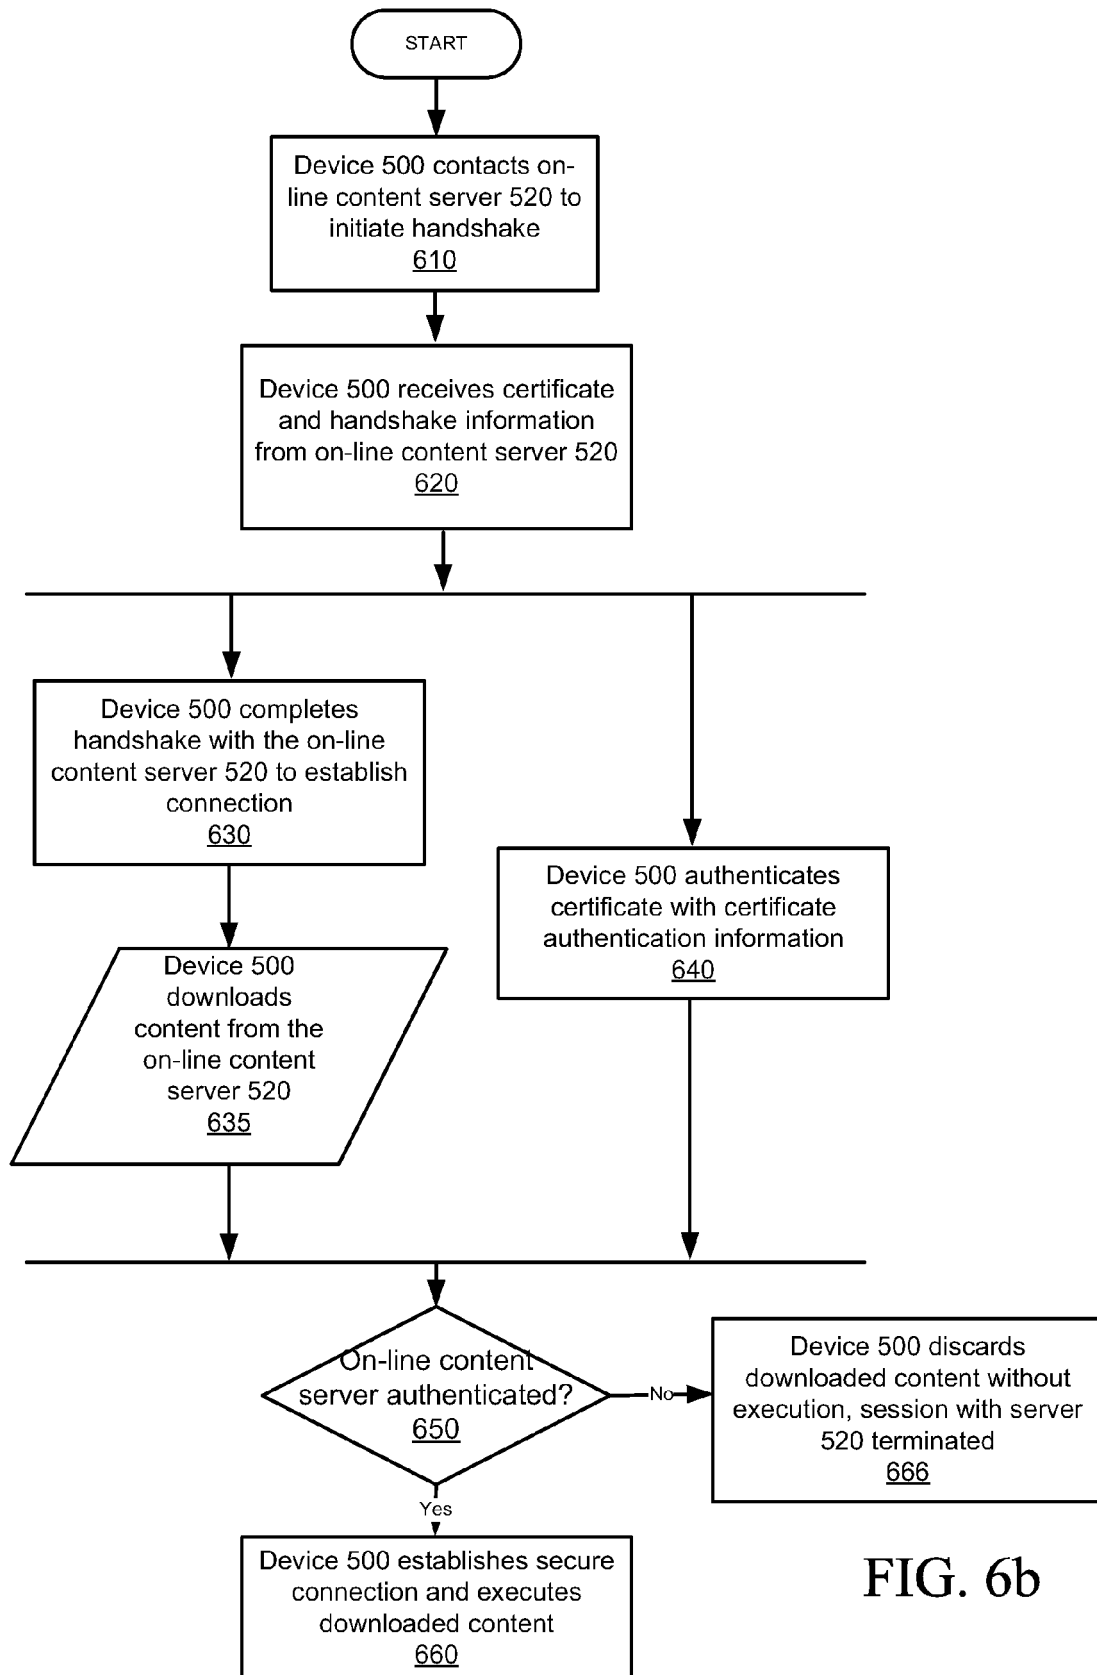 START
Device 500 contacts on-
line content server 520 to
initiate handshake
610
Device 500 receives certificate
and handshake information
from on-line content server 520
620
Device 500 completes
handshake with the on-line
content server 520 to establish
connection
630
Device 500 authenticates
certificate with certificate
authentication information
640
Device 500
downloads
content from the
on-line content
server 520
635
On-line content
server authenticated?
650
No
Device 500 discards
downloaded content without
execution, session with server
520 terminated
666
Yes
Device 500 establishes secure
connection and executes
downloaded content
660
FIG. 6b